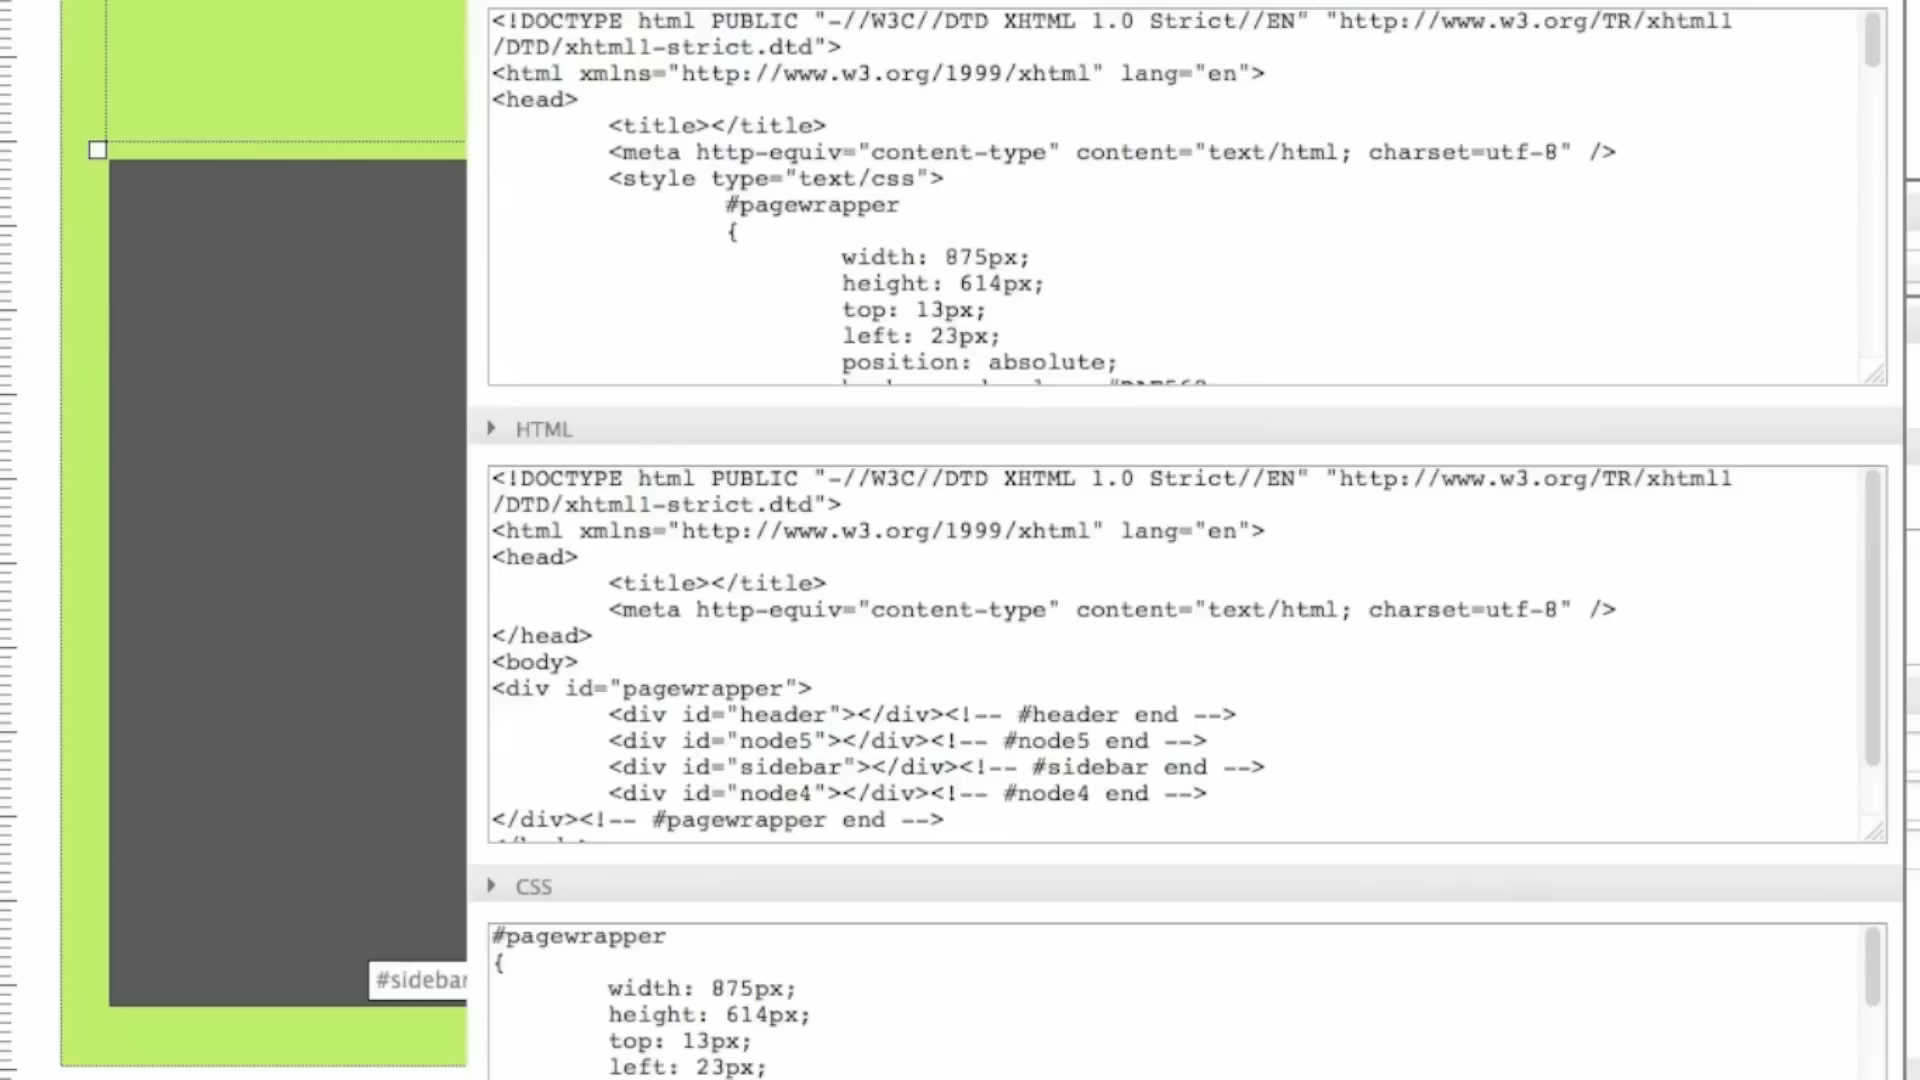 <!DOCTYPE html PUBLIC "-//W3C//DTD XHTML 1.0 Strict//EN" "http://www.w3.org/TR/xhtml1
/DTD/xhtml1-strict.dtd">
<html xmlns="http://www.w3.org/1999/xhtml" lang="en">
<head>
<title></title>
<meta http-equiv="content-type" content="text/html; charset=utf-8" />
<style type="text/css">
#pagewrapper
{
width: 875px;
height: 614px;
top: 13px;
left: 23px;
position: absolute;
HTML
<!DOCTYPE html PUBLIC "-//W3C//DTD XHTML 1.0 Strict//EN" "http://www.w3.org/TR/xhtml1
/DTD/xhtml1-strict.dtd">
<html xmlns="http://www.w3.org/1999/xhtml" lang="en">
<head>
<title></title>
<meta http-equiv="content-type" content="text/html; charset=utf-8" />
</head>
<body>
<div id="pagewrapper">
<div id="header"></div><!-- #header end -->
<div id="node5"></div><!-- #node5 end -->
<div id="sidebar"></div><!-- #sidebar end -->
<div id="node4"></div><!-- #node4 end -->
</div><!-- #pagewrapper end -->
CSS
#pagewrapper
{
width: 875px;
height: 614px;
top: 13px;
left: 23px;
#sidebar